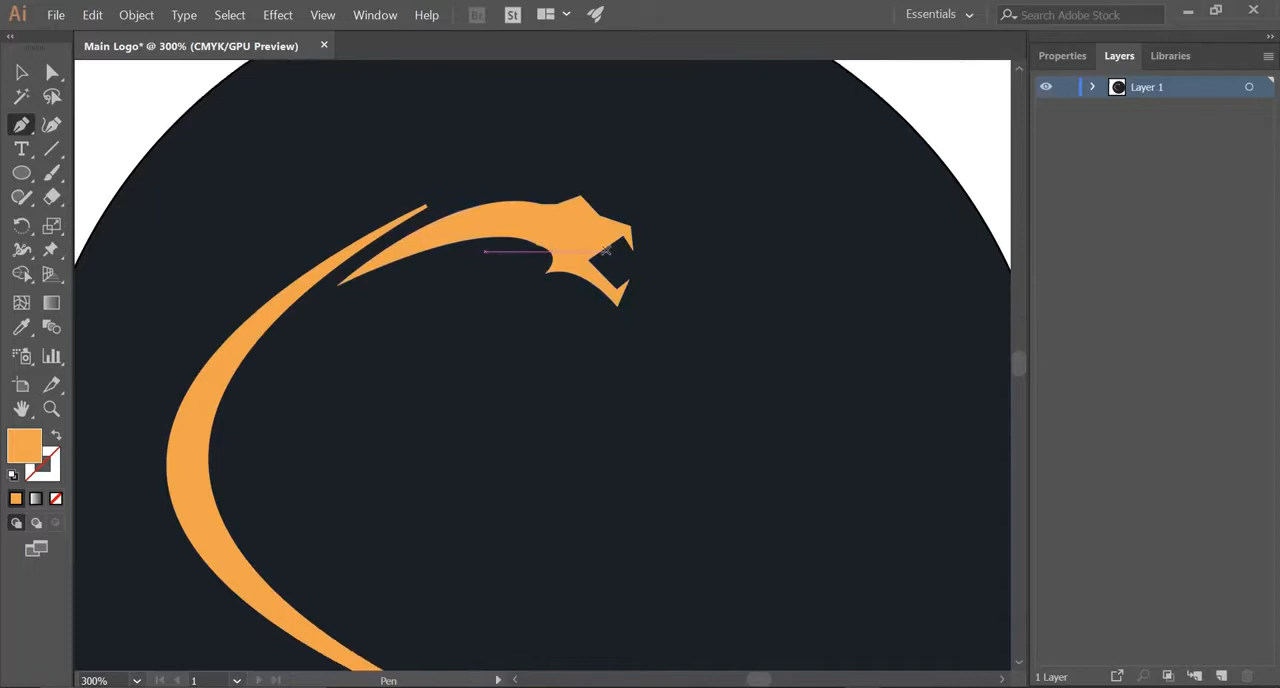 Ai File Edit Object Type Select Effect View Window Help Br St Essentials Search Adobe Stock
Main Logo* @ 300% (CMYK/GPU Preview)
Properties Layers Libraries
Layer 1
T
300% 1 Pen
1 Layer